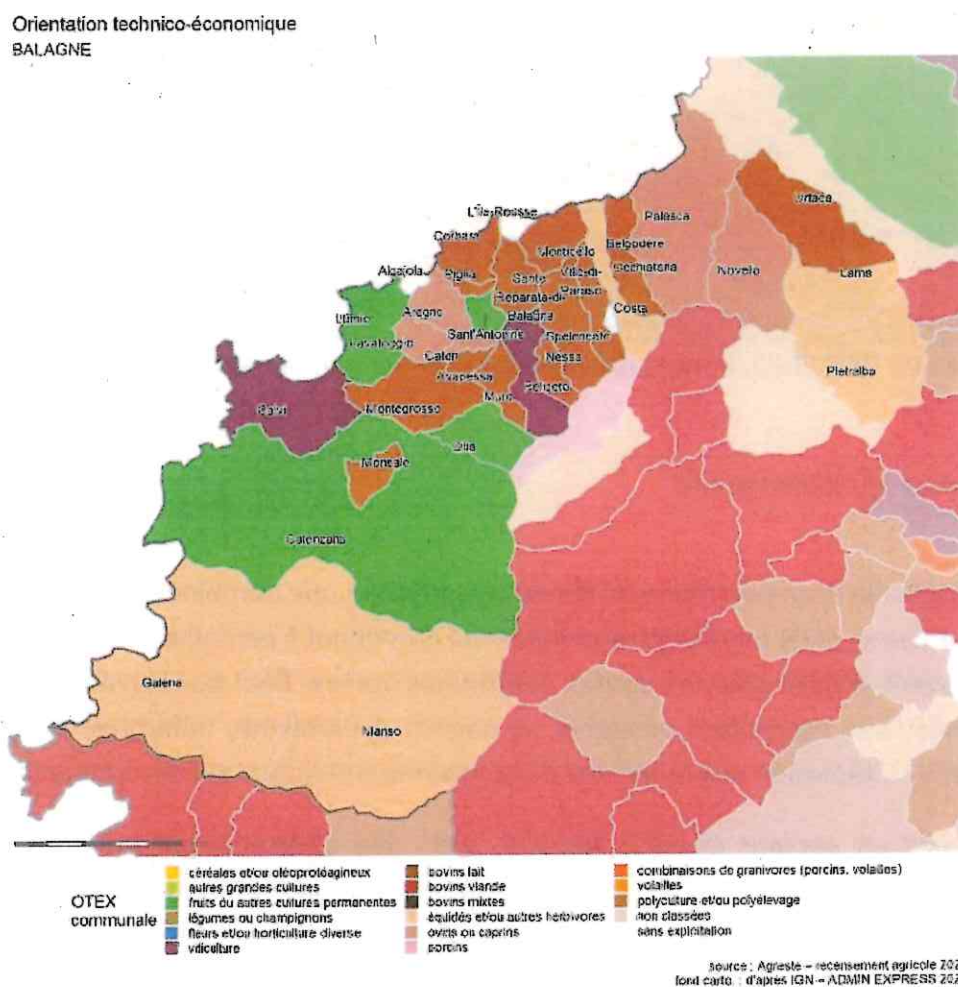 Orientation technico-économique
BALAGNE
L'Île-Rousse
Corbara
Monticello
Belgodère
Palasca
Urtaca
Algajola
Pigna
Santa-
Reparata-di-
Balagna
Ville-di-
Paraso
Occhiatana
Novella
Lama
Lumio
Aregno
Sant'Antonino
Costa
Cavallaggio
Cateri
Speloncato
Avapessa
Nessa
Pietralba
Calvi
Montegrosso
Muro
Feliceto
Zilia
Moncale
Calenzana
Galeria
Manso
OTEX
communale
céréales et/ou oléoprotéagineux
autres grandes cultures
fruits ou autres cultures permanentes
légumes ou champignons
fleurs et/ou horticulture diverse
viticulture
bovins lait
bovins viande
bovins mixtes
équidés et/ou autres herbivores
ovins ou caprins
porcins
combinaisons de granivores (porcins, volailles)
volailles
polyculture et/ou polyélevage
non classées
sans exploitation
source : Agreste – recensement agricole 202
fond carto. : d'après IGN – ADMIN EXPRESS 202